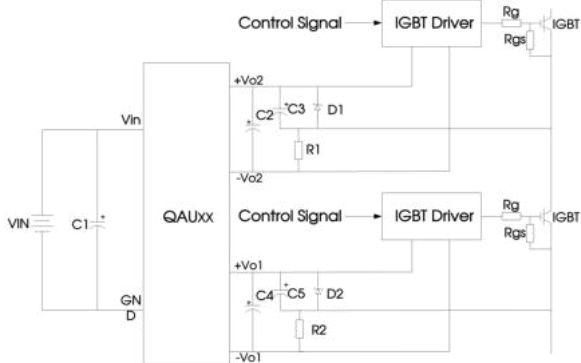 Control Signal
IGBT Driver
Rg
IGBT
Rgs
+Vo2
C2
C3
D1
Vin
R1
-Vo2
VIN
C1
QAUxx
Control Signal
IGBT Driver
Rg
IGBT
Rgs
+Vo1
C4
C5
D2
GN
D
R2
-Vo1